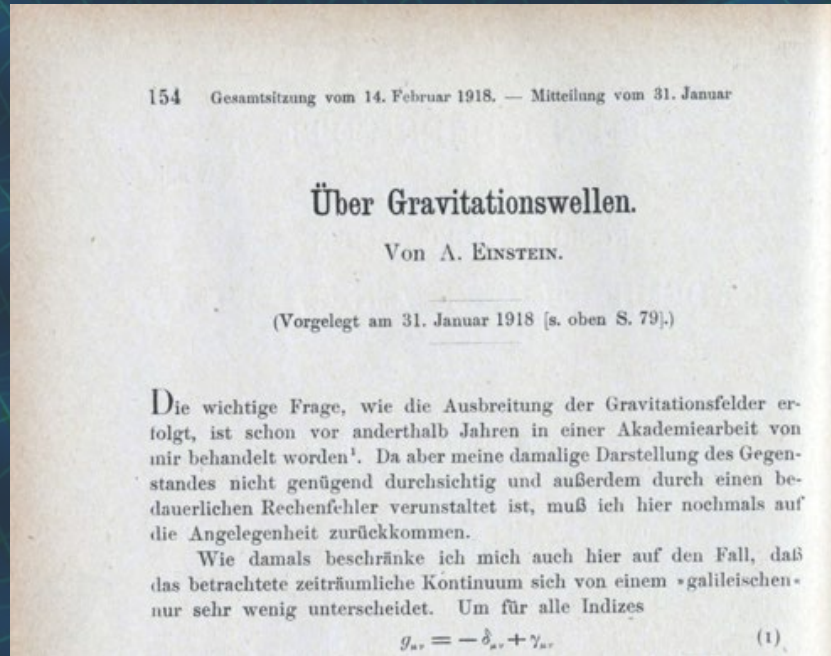 154 Gesamtsitzung vom 14. Februar 1918. — Mitteilung vom 31. Januar
Über Gravitationswellen.
Von A. Einstein.
(Vorgelegt am 31. Januar 1918 [s. oben S. 79].)
Die wichtige Frage, wie die Ausbreitung der Gravitationsfelder er-
folgt, ist schon vor anderthalb Jahren in einer Akademiearbeit von
mir behandelt worden¹. Da aber meine damalige Darstellung des Gegen-
standes nicht genügend durchsichtig und außerdem durch einen be-
dauerlichen Rechenfehler verunstaltet ist, muß ich hier nochmals auf
die Angelegenheit zurückkommen.
Wie damals beschränke ich mich auch hier auf den Fall, daß
das betrachtete zeiträumliche Kontinuum sich von einem »galileischen«
nur sehr wenig unterscheidet. Um für alle Indizes
g_μν = — δ_μν + γ_μν (1)